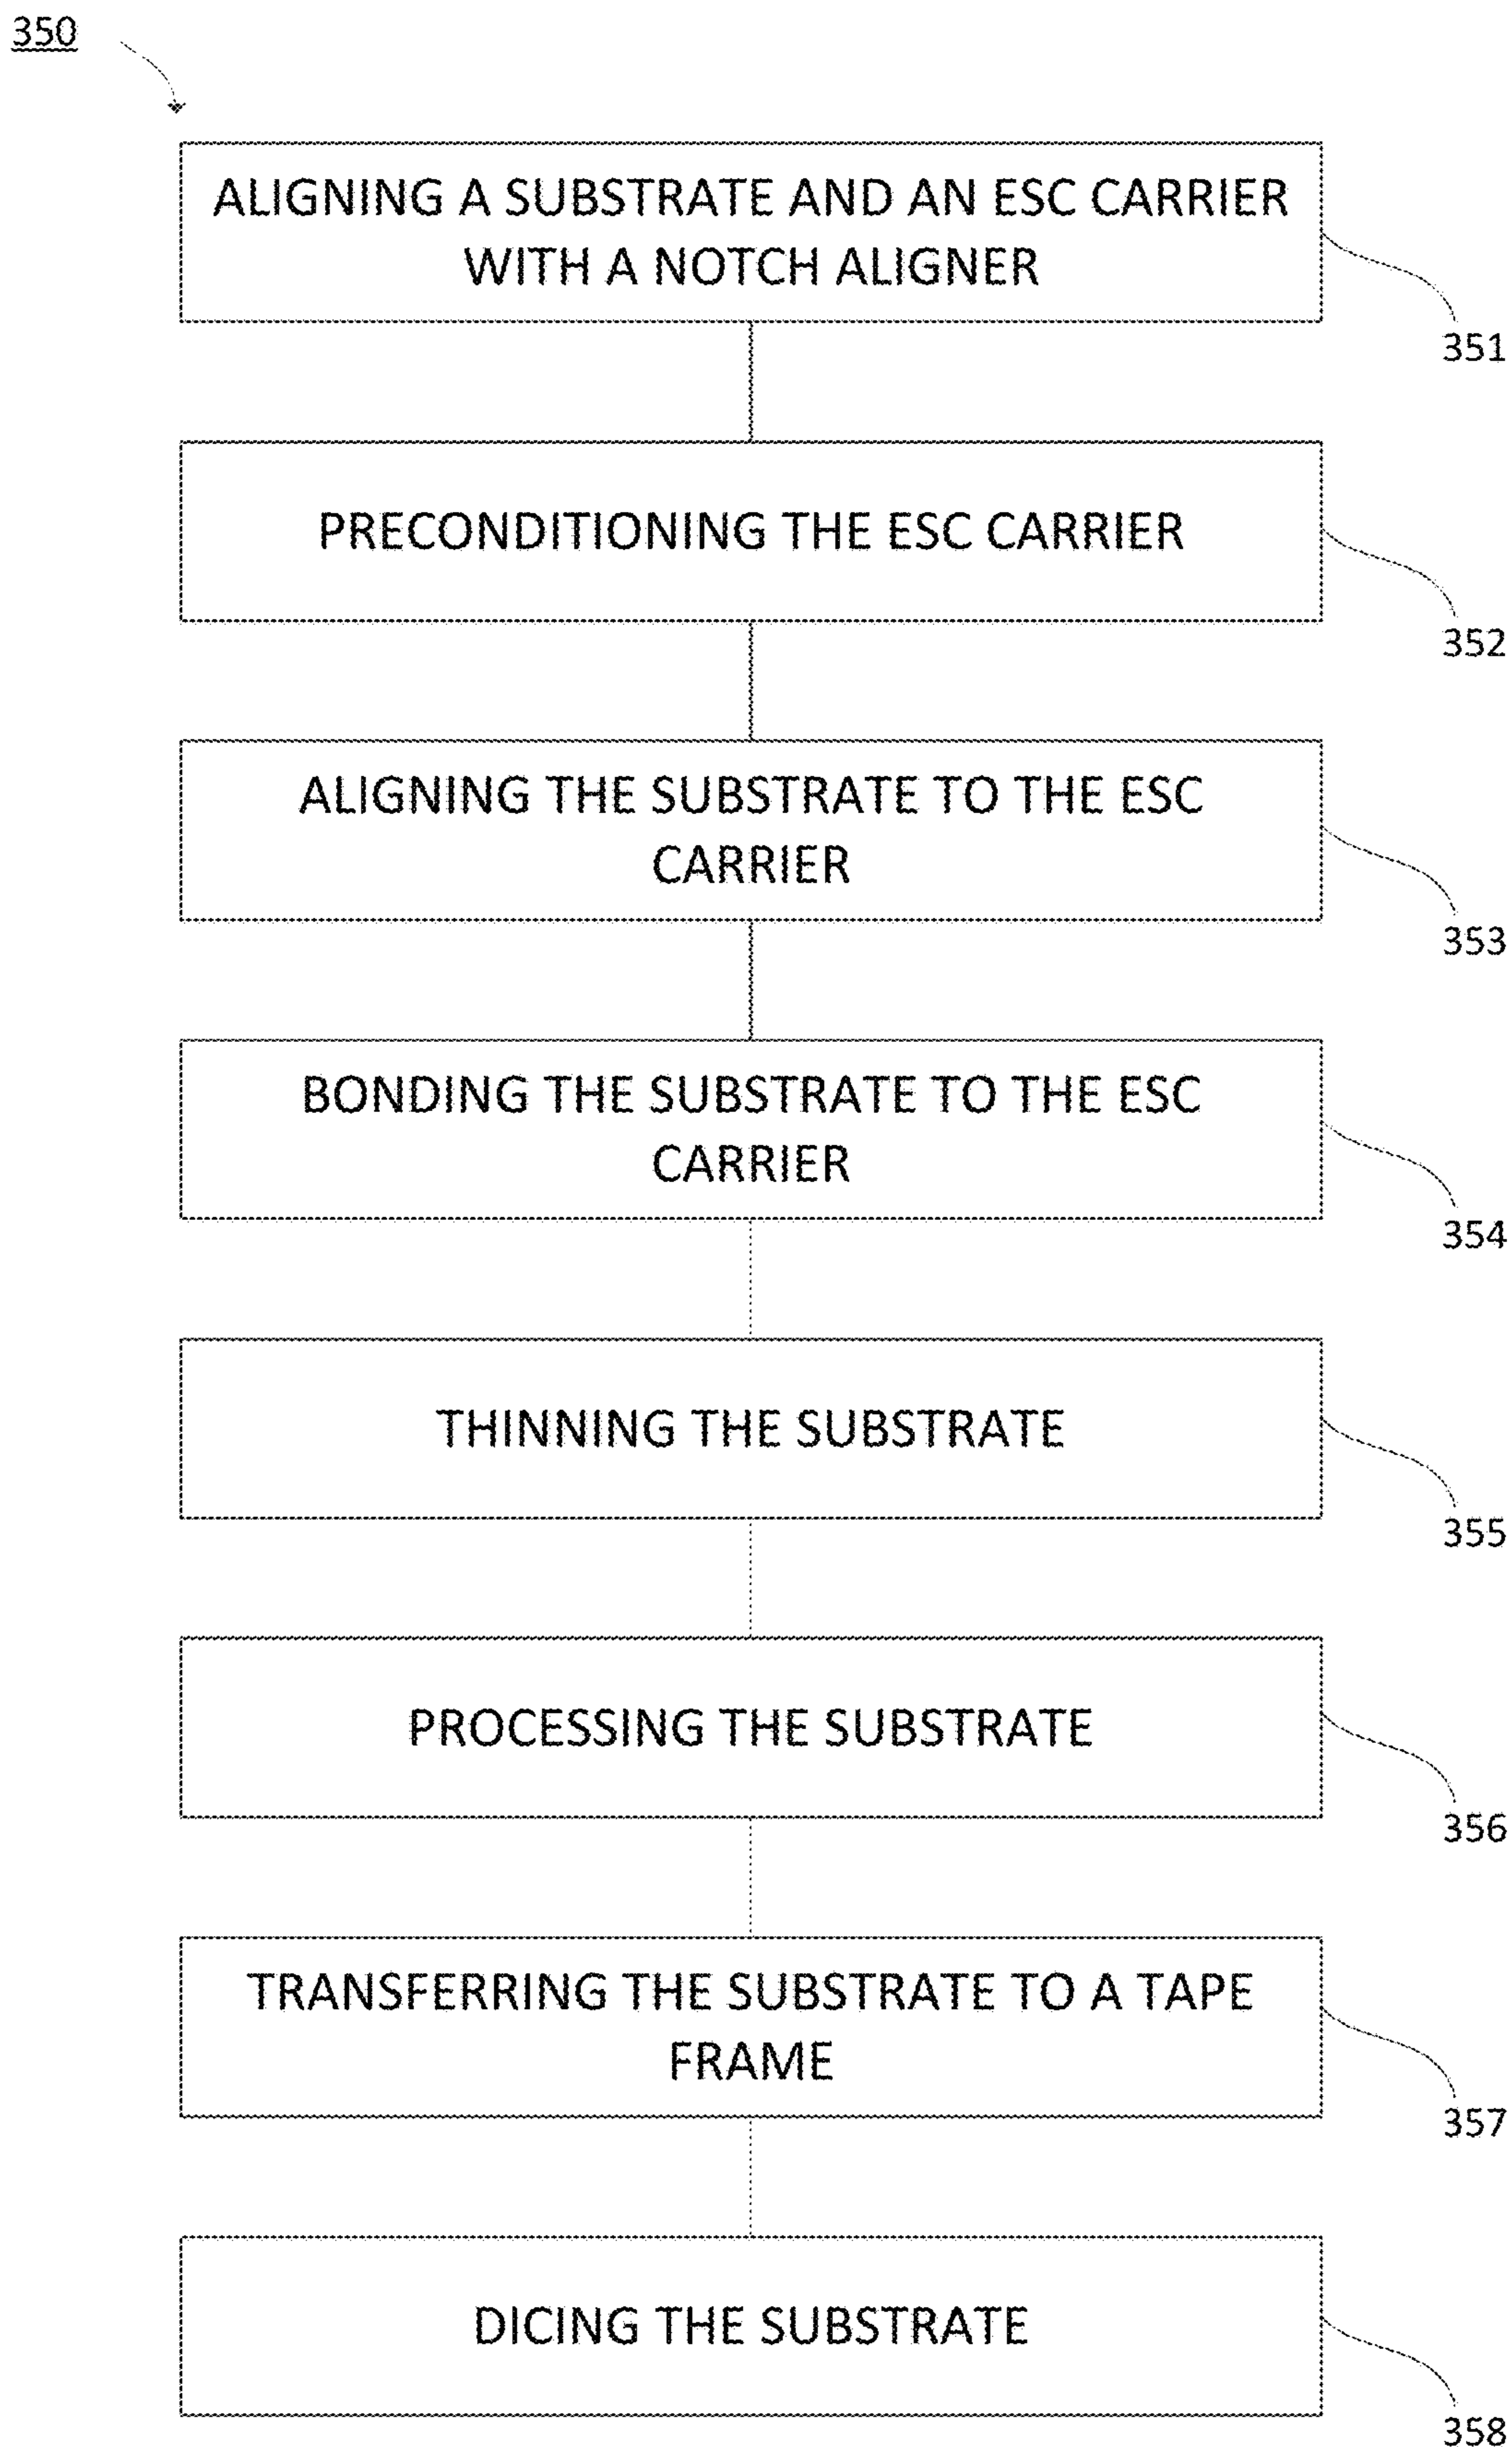 350
ALIGNING A SUBSTRATE AND AN ESC CARRIER
WITH A NOTCH ALIGNER
351
PRECONDITIONING THE ESC CARRIER
352
ALIGNING THE SUBSTRATE TO THE ESC
CARRIER
353
BONDING THE SUBSTRATE TO THE ESC
CARRIER
354
THINNING THE SUBSTRATE
355
PROCESSING THE SUBSTRATE
356
TRANSFERRING THE SUBSTRATE TO A TAPE
FRAME
357
DICING THE SUBSTRATE
358